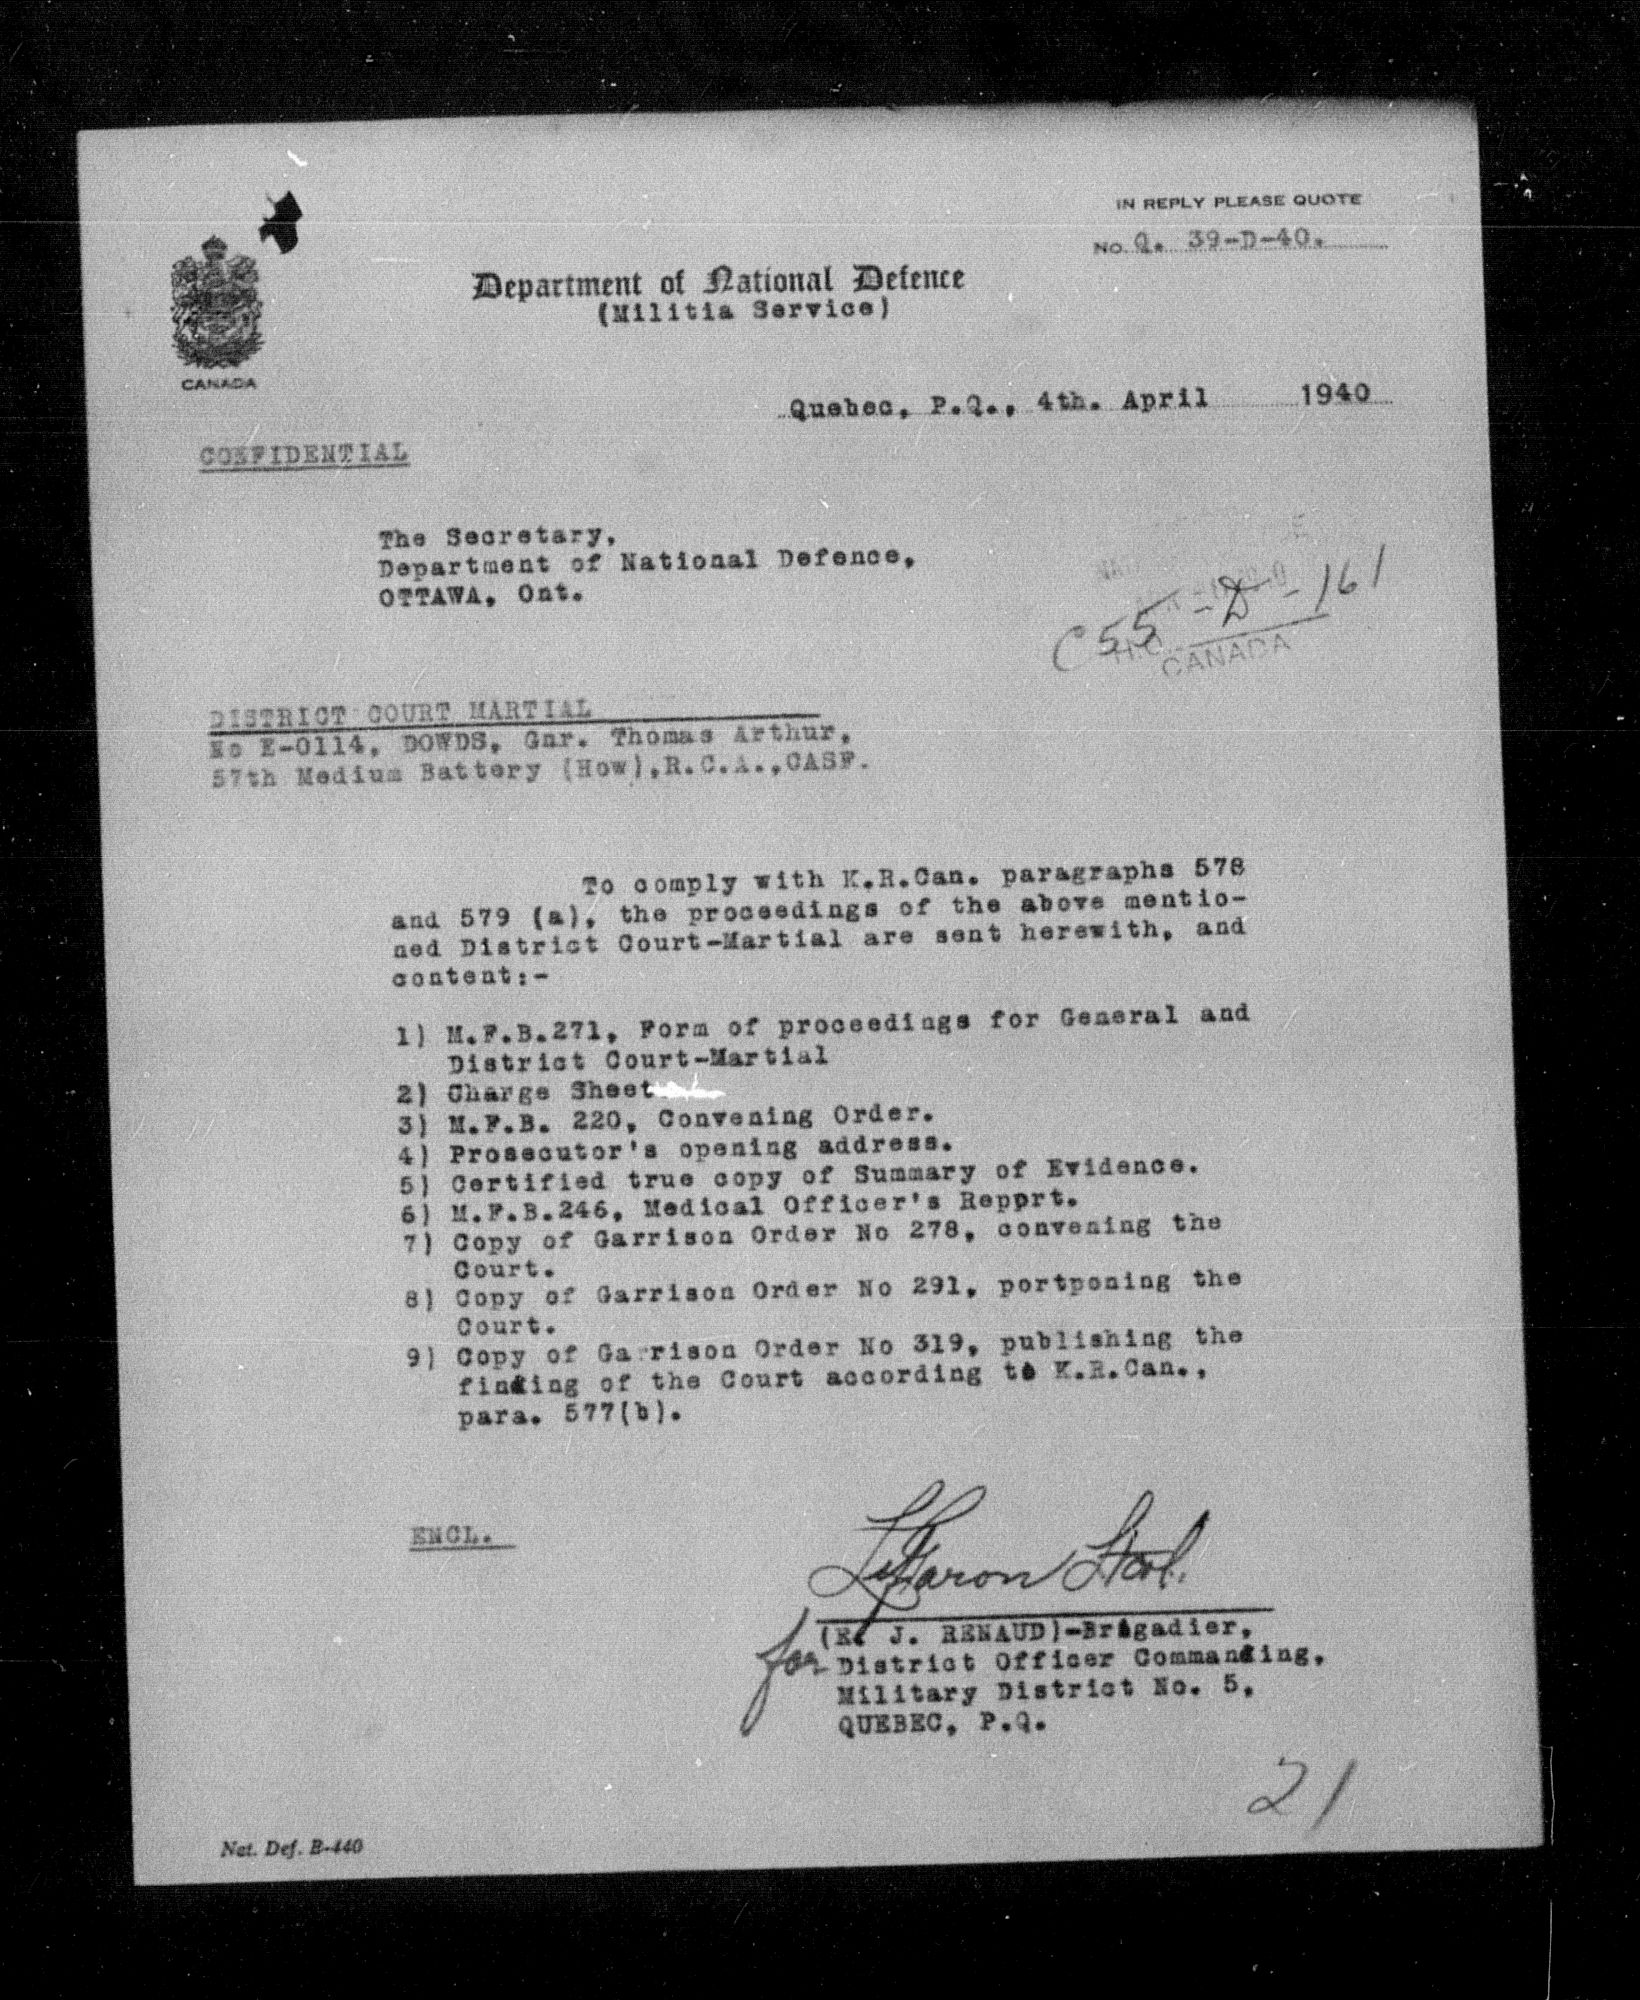 IN REPLY PLEASE QUOTE
NO. Q. 39-D-40.
Department of National Defence
(Militia Service)
CANADA
Quebec, P.Q., 4th. April 1940
CONFIDENTIAL
The Secretary,
Department of National Defence,
OTTAWA, Ont.
C 55-D-161
H.Q.
CANADA
DISTRICT COURT MARTIAL
No E-0114, DOWDS, Gnr. Thomas Arthur,
57th Medium Battery (How),R.C.A.,CASF.
To comply with K.R.Can. paragraphs 578
and 579 (a), the proceedings of the above mentio-
ned District Court-Martial are sent herewith, and
content:-
1) M.F.B.271, Form of proceedings for General and
District Court-Martial
2) Charge Sheet
3) M.F.B. 220, Convening Order.
4) Prosecutor's opening address.
5) Certified true copy of Summary of Evidence.
6) M.F.B.246, Medical Officer's Repprt.
7) Copy of Garrison Order No 278, convening the
Court.
8) Copy of Garrison Order No 291, portponing the
Court.
9) Copy of Garrison Order No 319, publishing the
finding of the Court according to K.R.Can.,
para. 577(b).
ENCL.
(E. J. RENAUD)-Brigadier,
for District Officer Commanding,
Military District No. 5,
QUEBEC, P.Q.
21
Nat. Def. B-440